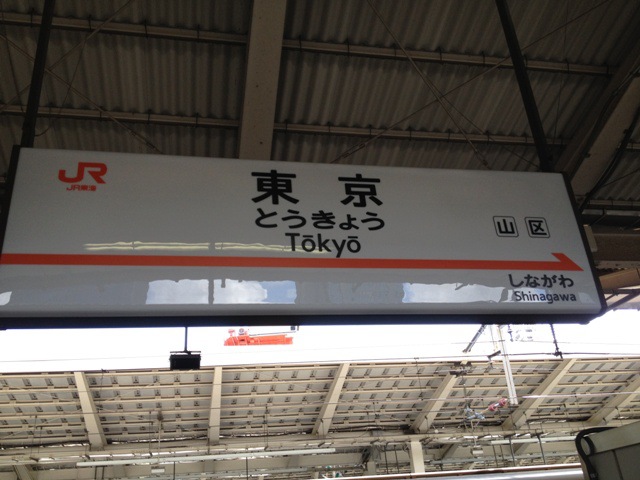 JR
JR東海
東京
とうきょう
Tōkyō
山区
しながわ
Shinagawa